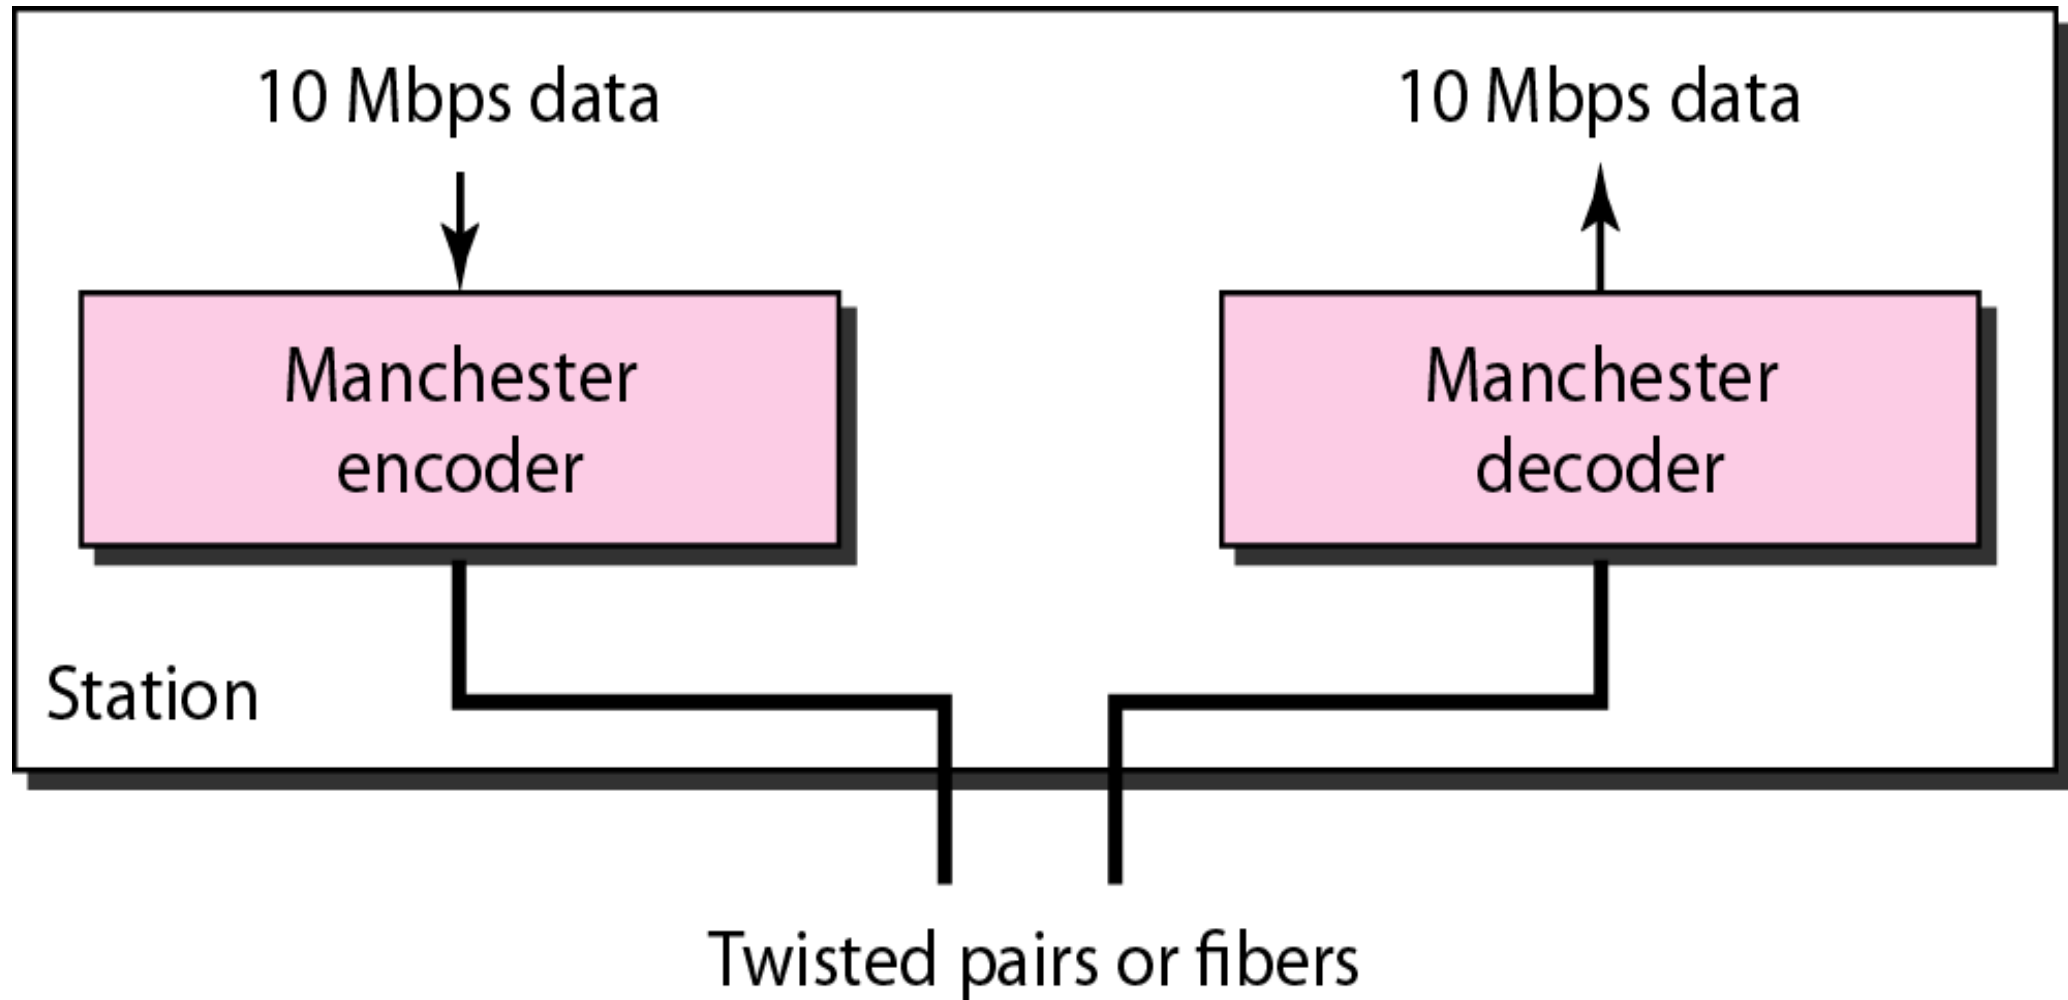 10 Mbps data
10 Mbps data
Manchester
encoder
Manchester
decoder
Station
Twisted pairs or fibers